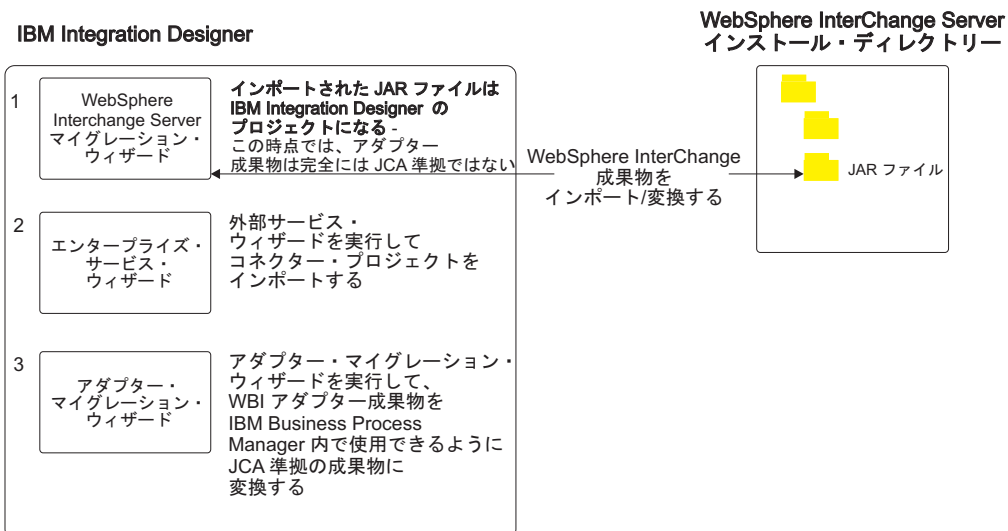 IBM Integration Designer
WebSphere InterChange Server
インストール・ディレクトリー
1
WebSphere
Interchange Server
マイグレーション・
ウィザード
インポートされた JAR ファイルは
IBM Integration Designer の
プロジェクトになる -
この時点では、アダプター
成果物は完全には JCA 準拠ではない
WebSphere InterChange
成果物を
インポート/変換する
JAR ファイル
2
エンタープライズ・
サービス・
ウィザード
外部サービス・
ウィザードを実行して
コネクター・プロジェクトを
インポートする
3
アダプター・
マイグレーション・
ウィザード
アダプター・マイグレーション・
ウィザードを実行して、
WBI アダプター成果物を
IBM Business Process
Manager 内で使用できるように
JCA 準拠の成果物に
変換する